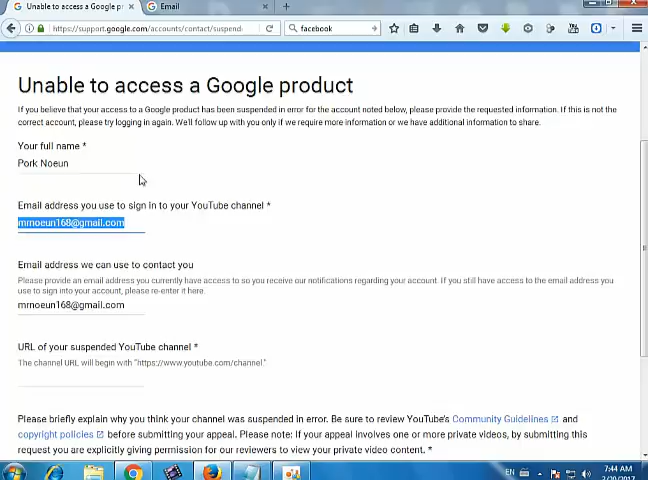 Unable to access a Google pr
Email
https://support.google.com/accounts/contact/suspend
facebook
Unable to access a Google product
If you believe that your access to a Google product has been suspended in error for the account noted below, please provide the requested information. If this is not the
correct account, please try logging in again. We'll follow up with you only if we require more information or we have additional information to share.
Your full name *
Pork Noeun
Email address you use to sign in to your YouTube channel *
mrnoeun168@gmail.com
Email address we can use to contact you
Please provide an email address you currently have access to so you receive our notifications regarding your account. If you still have access to the email address you
use to sign into your account, please re-enter it here.
mrnoeun168@gmail.com
URL of your suspended YouTube channel *
The channel URL will begin with "https://www.youtube.com/channel."
Please briefly explain why you think your channel was suspended in error. Be sure to review YouTube's Community Guidelines and
copyright policies before submitting your appeal. Please note: If your appeal involves one or more private videos, by submitting this
request you are explicitly giving permission for our reviewers to view your private video content. *
EN
7:44 AM